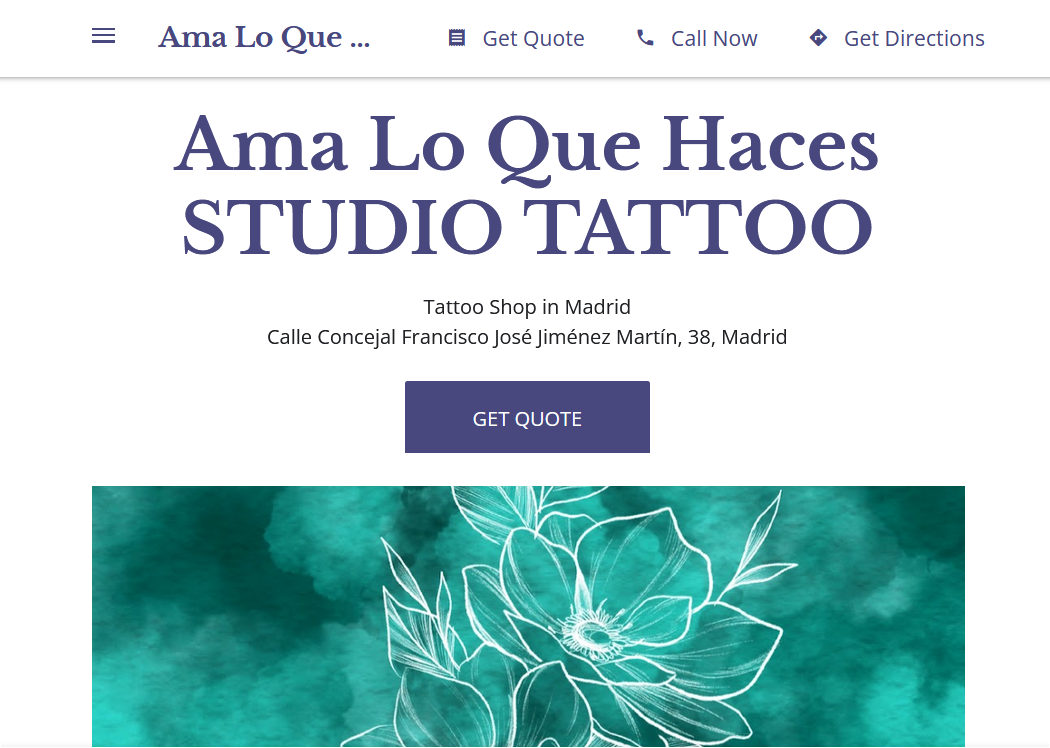 Ama Lo Que ...
Get Quote
Call Now
Get Directions
Ama Lo Que Haces
STUDIO TATTOO
Tattoo Shop in Madrid
Calle Concejal Francisco José Jiménez Martín, 38, Madrid
GET QUOTE